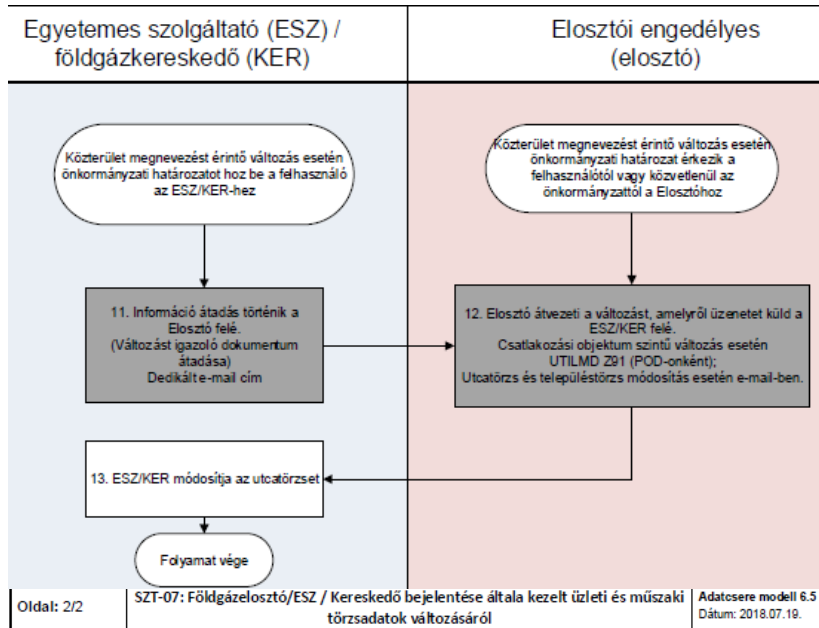 Egyetemes szolgáltató (ESZ) /
földgázkereskedő (KER)
Elosztói engedélyes
(elosztó)
Közterület megnevezést érintő változás esetén
önkormányzati határozatot hoz be a felhasználó
az ESZ/KER-hez
Közterület megnevezést érintő változás esetén
önkormányzati határozat érkezik a
felhasználótól vagy közvetlenül az
önkormányzattól a Elosztóhoz
11. Információ átadás történik a
Elosztó felé.
(Változást igazoló dokumentum
átadása)
Dedikált e-mail cím
12. Elosztó átvezeti a változást, amelyről üzenetet küld a
ESZ/KER felé.
Csatlakozási objektum szintű változás esetén
UTILMD Z91 (POD-onként);
Utcatörzs és településtörzs módosítás esetén e-mail-ben.
13. ESZ/KER módosítja az utcatörzset
Folyamat vége
Oldal: 2/2
SZT-07: Földgázelosztó/ESZ / Kereskedő bejelentése általa kezelt üzleti és műszaki
törzsadatok változásáról
Adatcsere modell 6.5
Dátum: 2018.07.19.